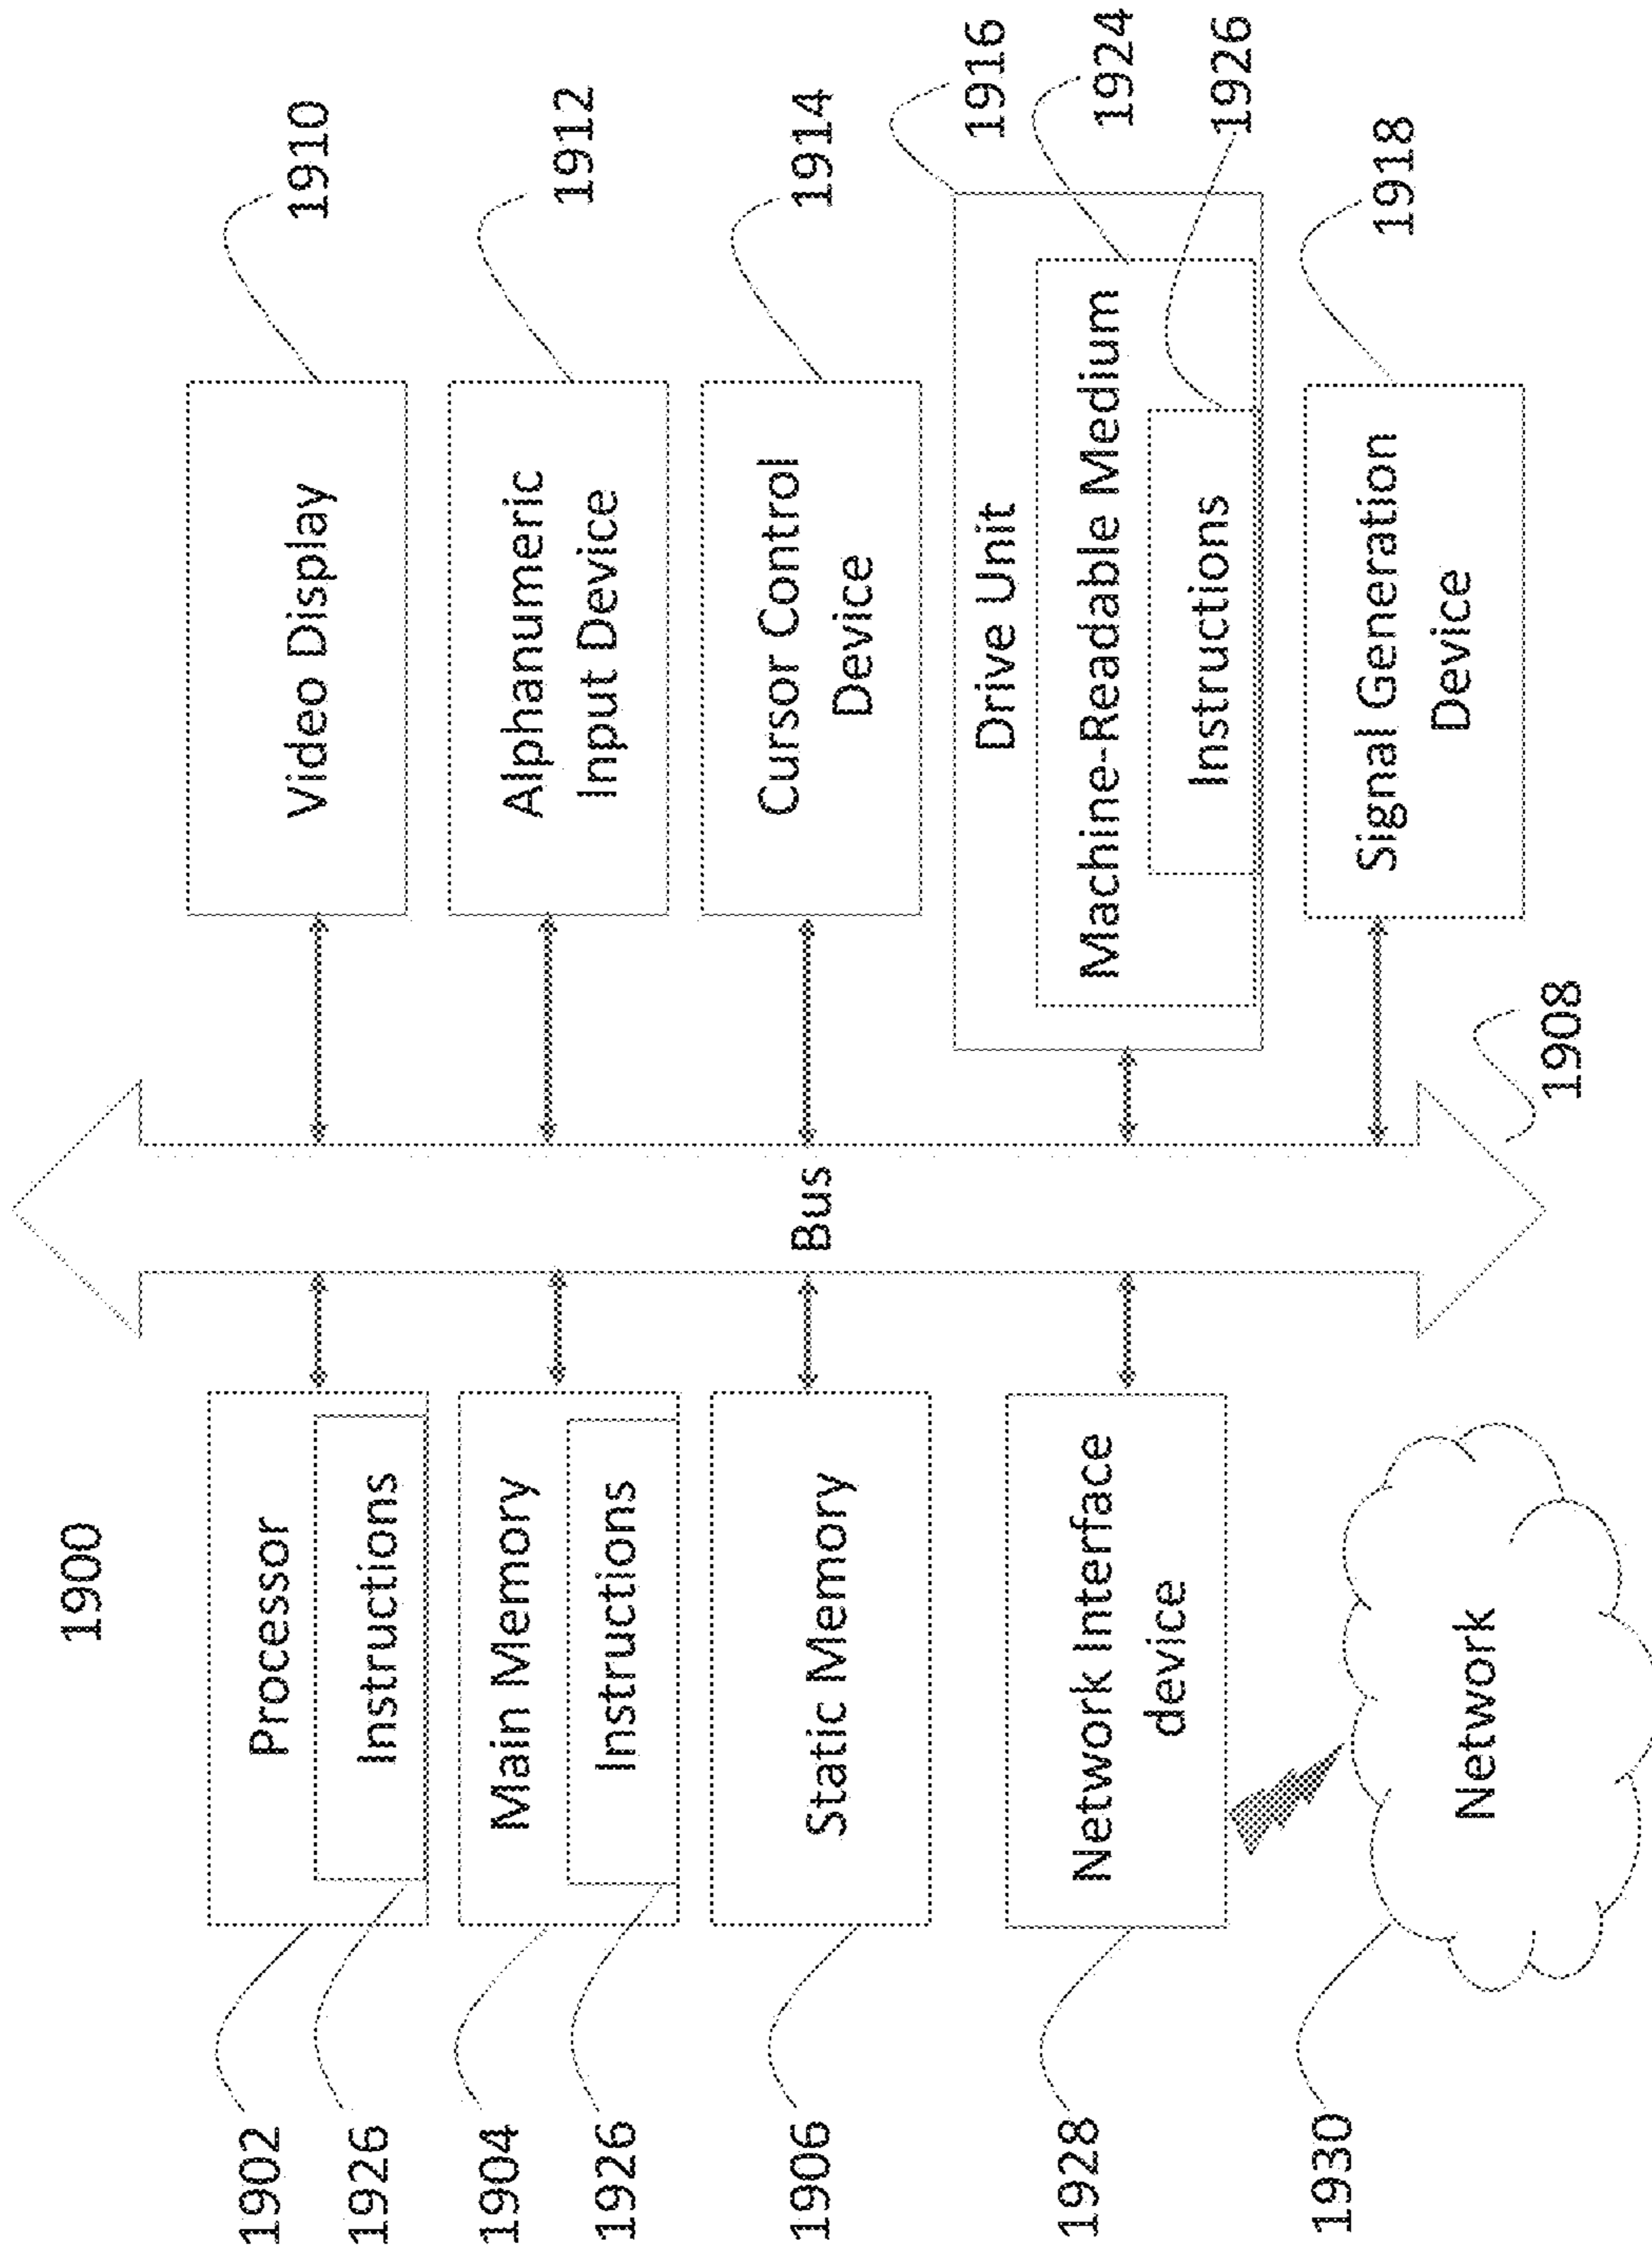 1900
1902
Processor
1926
Instructions
1904
Main Memory
1926
Instructions
1906
Static Memory
1928
Network Interface
device
1930
Network
Bus
1908
Video Display
1910
Alphanumeric
Input Device
1912
Cursor Control
Device
1914
Drive Unit
1916
Machine-Readable Medium
1924
Instructions
1926
Signal Generation
Device
1918